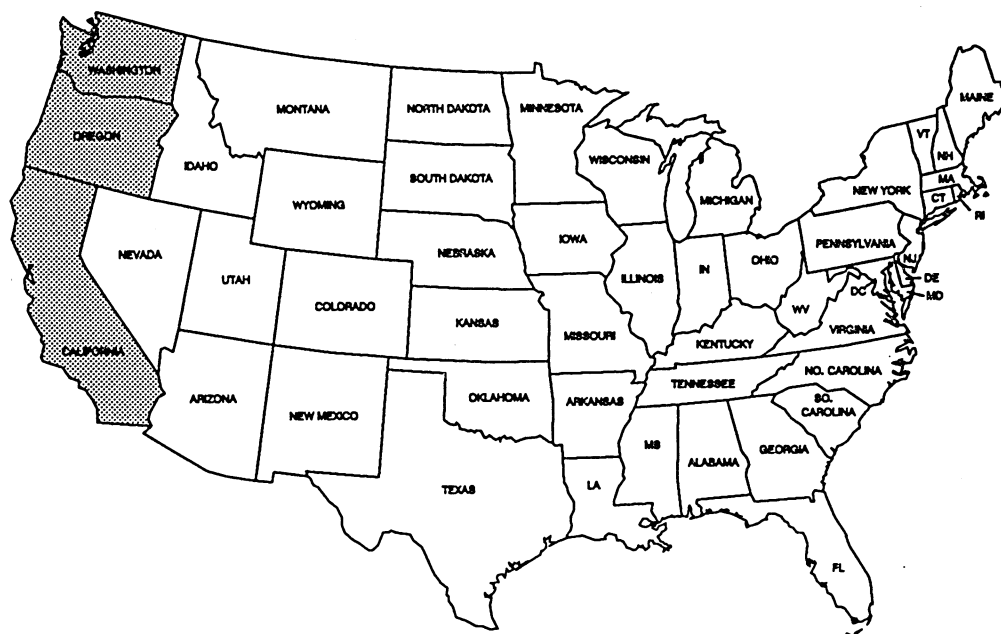 WASHINGTON
MONTANA
NORTH DAKOTA
MINNESOTA
MAINE
OREGON
IDAHO
VT
NH
WISCONSIN
SOUTH DAKOTA
WYOMING
MICHIGAN
NEW YORK
MA
CT
RI
NEVADA
UTAH
COLORADO
NESRASKA
IOWA
ILLINOIS
IN
OHIO
PENNSYLVANIA
NJ
DE
MD
DC
WV
VIRGINIA
KANSAS
MISSOURI
KENTUCKY
CALIFORNIA
ARIZONA
NEW MEXICO
OKLAHOMA
ARKANSAS
TENNESSEE
NO. CAROLINA
SO.
CAROLINA
MS
ALABAMA
GEORGIA
TEXAS
LA
FL